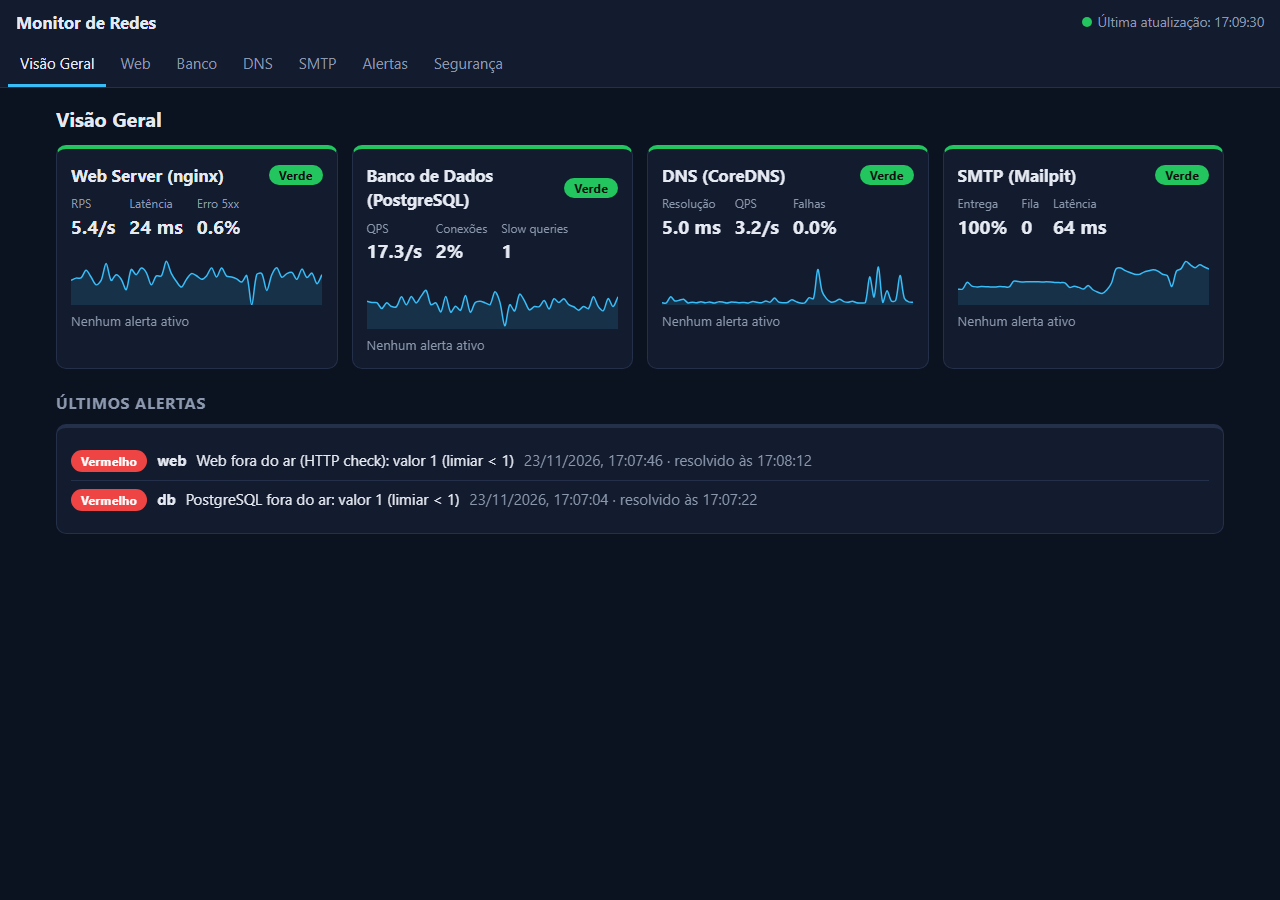 Monitor de Redes
Última atualização: 17:09:30
Visão Geral Web Banco DNS SMTP Alertas Segurança
Visão Geral
Web Server (nginx) Verde
RPS Latência Erro 5xx
5.4/s 24 ms 0.6%
Nenhum alerta ativo
Banco de Dados
(PostgreSQL)
Verde
QPS Conexões Slow queries
17.3/s 2% 1
Nenhum alerta ativo
DNS (CoreDNS) Verde
Resolução QPS Falhas
5.0 ms 3.2/s 0.0%
Nenhum alerta ativo
SMTP (Mailpit) Verde
Entrega Fila Latência
100% 0 64 ms
Nenhum alerta ativo
ÚLTIMOS ALERTAS
Vermelho web Web fora do ar (HTTP check): valor 1 (limiar < 1) 23/11/2026, 17:07:46 · resolvido às 17:08:12
Vermelho db PostgreSQL fora do ar: valor 1 (limiar < 1) 23/11/2026, 17:07:04 · resolvido às 17:07:22